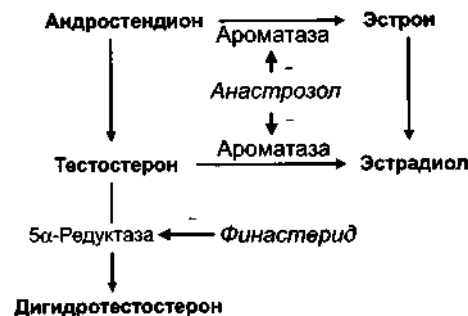 Андростендион Ароматаза Эстрон
–
Анастрозол
–
Тестостерон Ароматаза Эстрадиол
–
5α-Редуктаза Финастерид
Дигидротестостерон